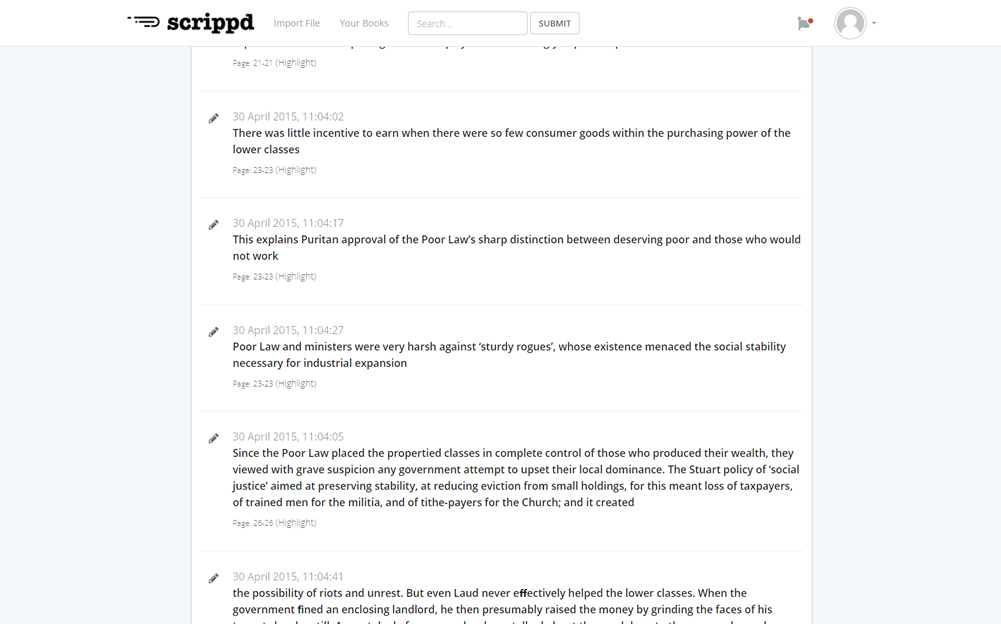 scrippd Import File Your Books Search... SUBMIT
Page: 21-21 (Highlight)
30 April 2015, 11:04:02
There was little incentive to earn when there were so few consumer goods within the purchasing power of the
lower classes
Page: 23-23 (Highlight)
30 April 2015, 11:04:17
This explains Puritan approval of the Poor Law's sharp distinction between deserving poor and those who would
not work
Page: 23-23 (Highlight)
30 April 2015, 11:04:27
Poor Law and ministers were very harsh against ‘sturdy rogues’, whose existence menaced the social stability
necessary for industrial expansion
Page: 23-23 (Highlight)
30 April 2015, 11:04:05
Since the Poor Law placed the propertied classes in complete control of those who produced their wealth, they
viewed with grave suspicion any government attempt to upset their local dominance. The Stuart policy of ‘social
justice’ aimed at preserving stability, at reducing eviction from small holdings, for this meant loss of taxpayers,
of trained men for the militia, and of tithe-payers for the Church; and it created
Page: 26-26 (Highlight)
30 April 2015, 11:04:41
the possibility of riots and unrest. But even Laud never effectively helped the lower classes. When the
government fined an enclosing landlord, he then presumably raised the money by grinding the faces of his